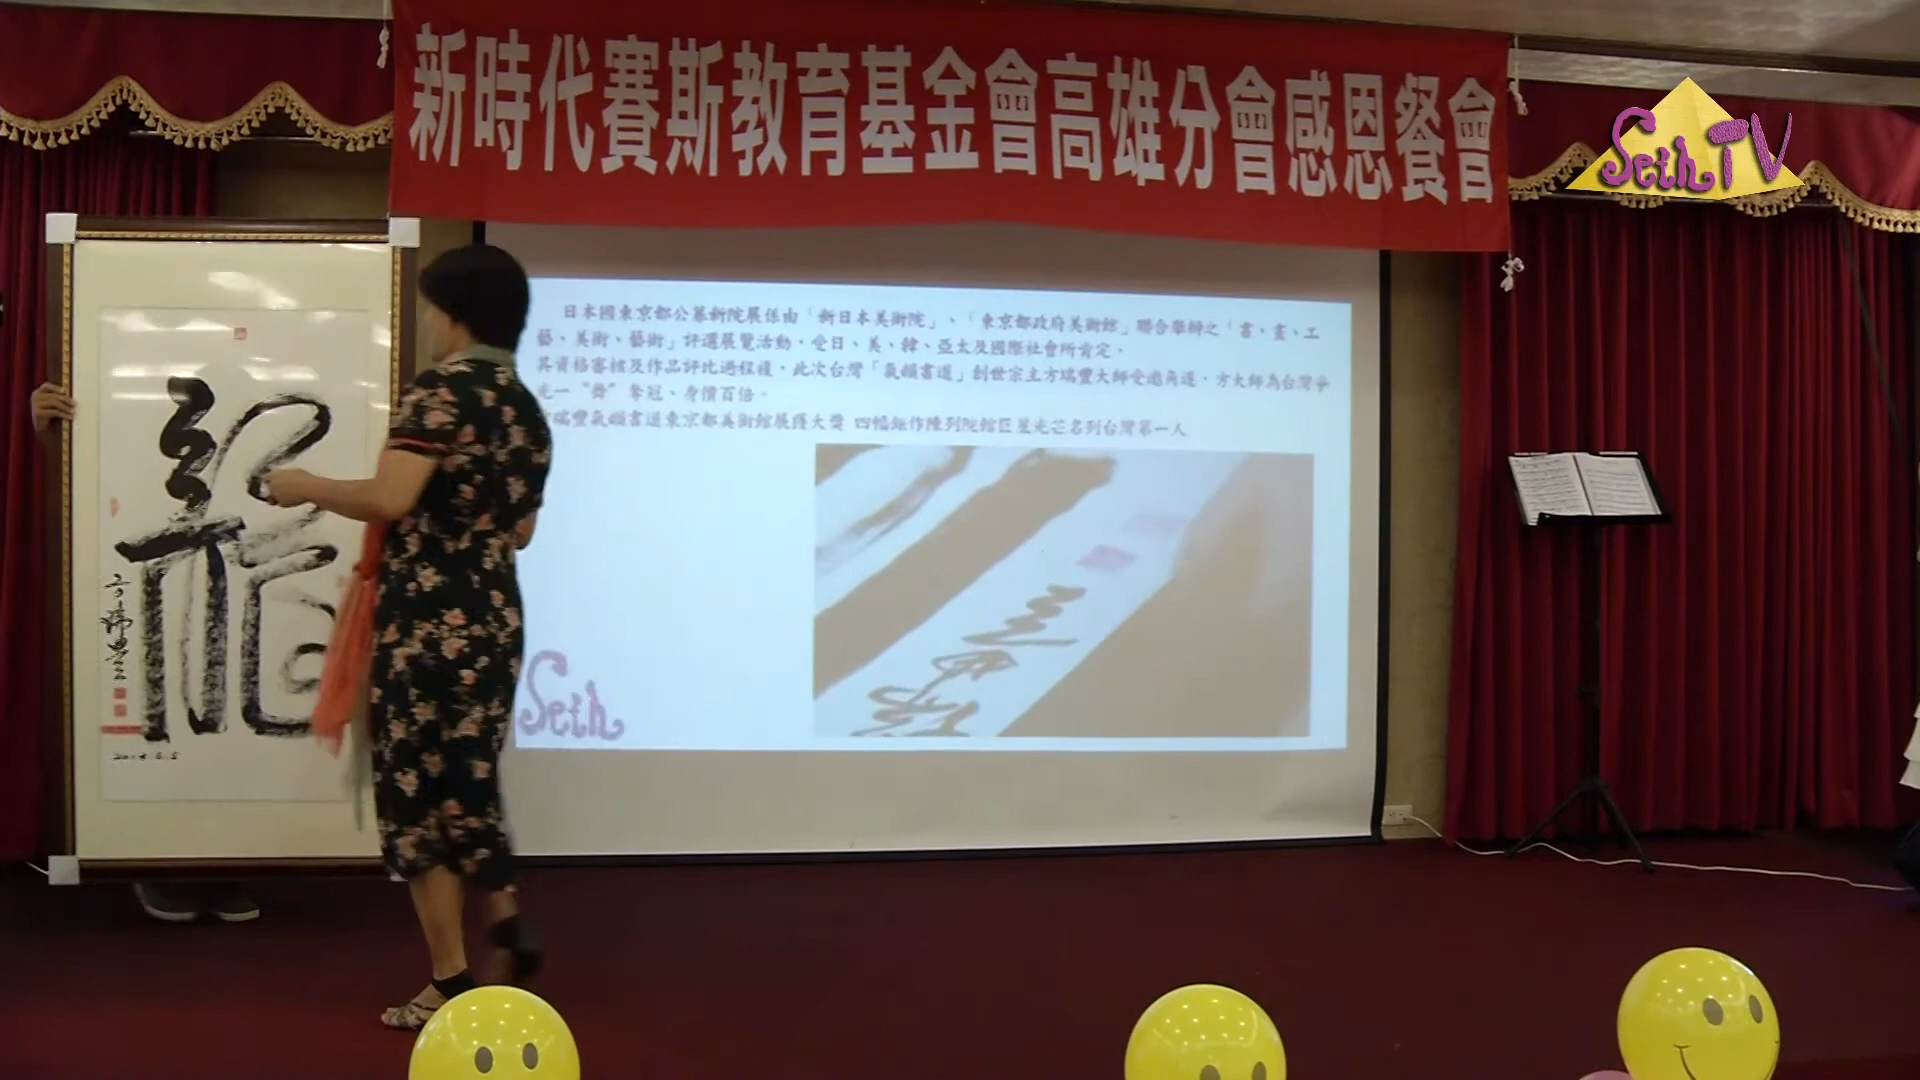 新時代賽斯教育基金會高雄分會感恩餐會
Seth TV
日本國東京都公募新院展係由「新日本美術院」、「東京都政府美術館」聯合舉辦之「書、畫、工
藝、美術、藝術」評選展覽活動，受日、美、韓、亞太及國際社會所肯定。
其資格審核及作品評比過程後，此次台灣「氣韻書道」創世宗主方瑞豐大師受邀角逐，方大師為台灣爭
光一"舉"奪冠、身價百倍。
瑞豐氣韻書道東京都美術館展獲大獎 四幅鉅作陳列院館巨星光芒名列台灣第一人
Seth
龍
方瑞豐